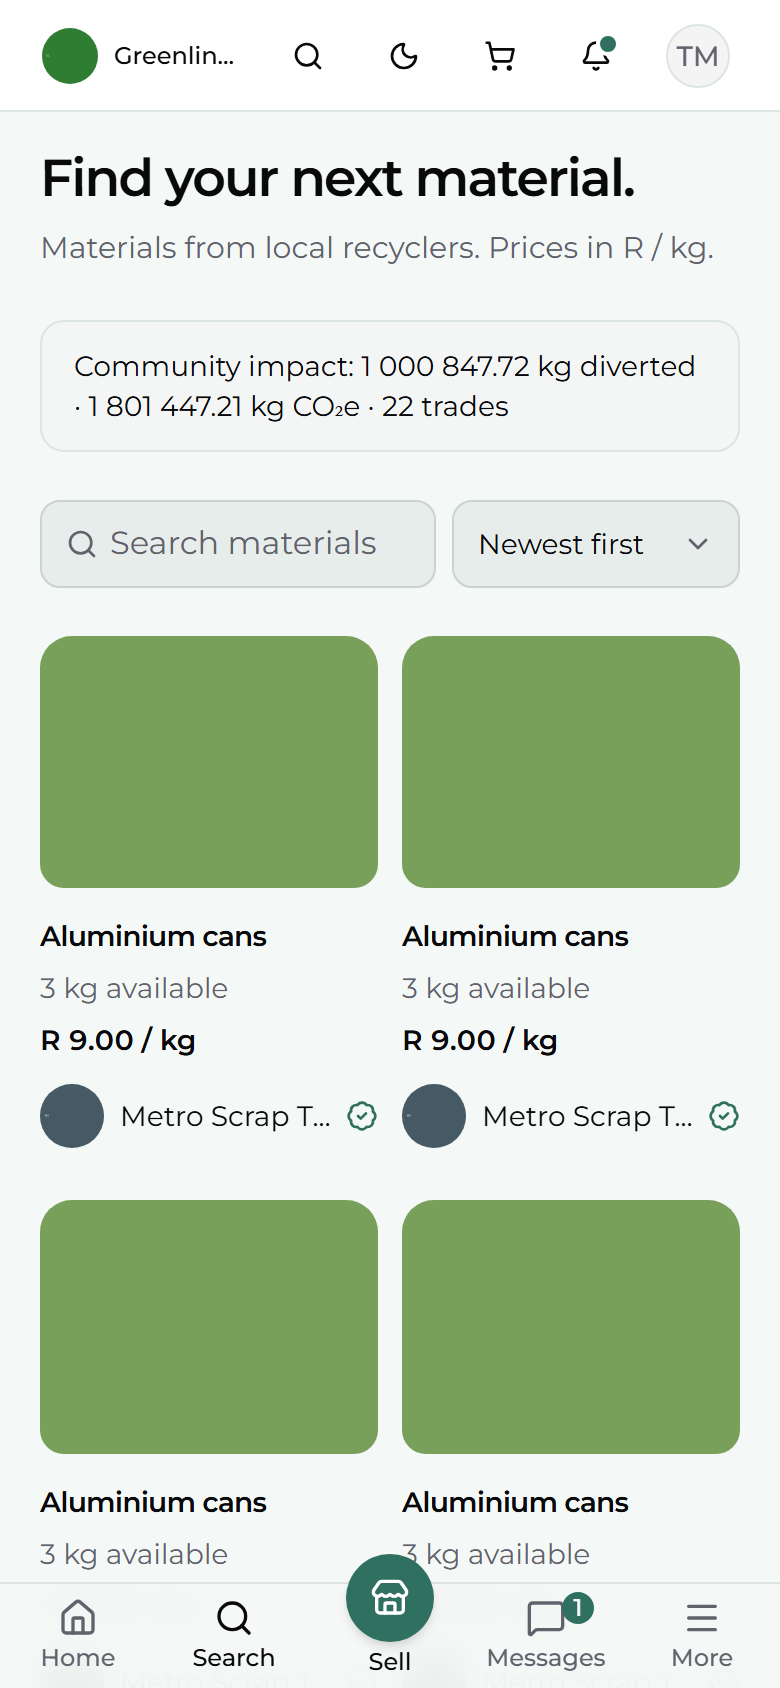 Greenlin...
TM
Find your next material.
Materials from local recyclers. Prices in R / kg.
Community impact: 1 000 847.72 kg diverted
· 1 801 447.21 kg CO₂e · 22 trades
Search materials
Newest first
Aluminium cans
Aluminium cans
3 kg available
3 kg available
R 9.00 / kg
R 9.00 / kg
Metro Scrap T...
Metro Scrap T...
Aluminium cans
Aluminium cans
3 kg available
3 kg available
1
Home
Search
Sell
Messages
More